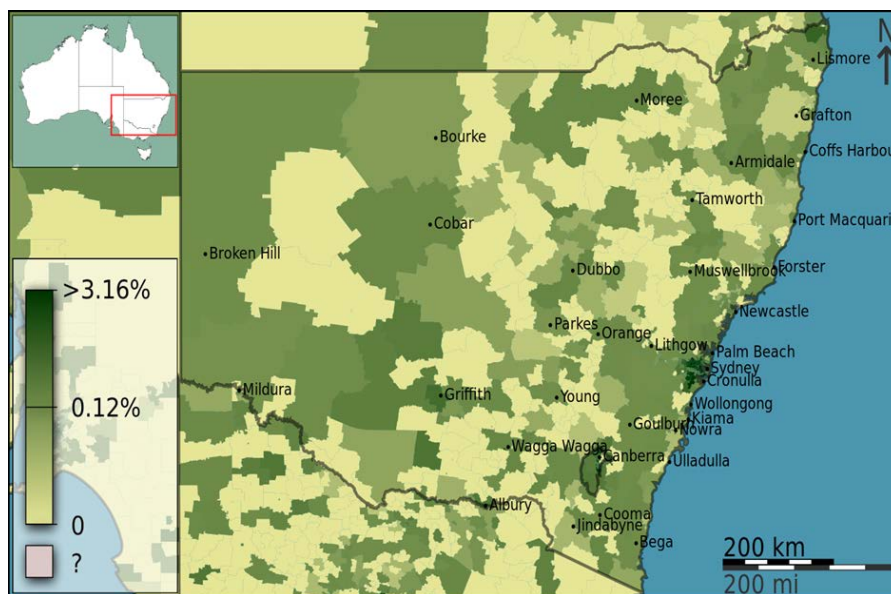 N
Lismore
Moree
Grafton
Bourke
Coffs Harbou
Armidale
Tamworth
Port Macquari
Cobar
Broken Hill
Dubbo
Muswellbrook
Forster
>3.16%
Newcastle
Parkes
Orange
Lithgow
Palm Beach
Sydney
Cronulla
Mildura
Griffith
Young
Wollongong
0.12%
Kiama
Goulburn
Nowra
Wagga Wagga
Canberra
Ulladulla
Albury
Cooma
0
Jindabyne
Bega
200 km
?
200 mi